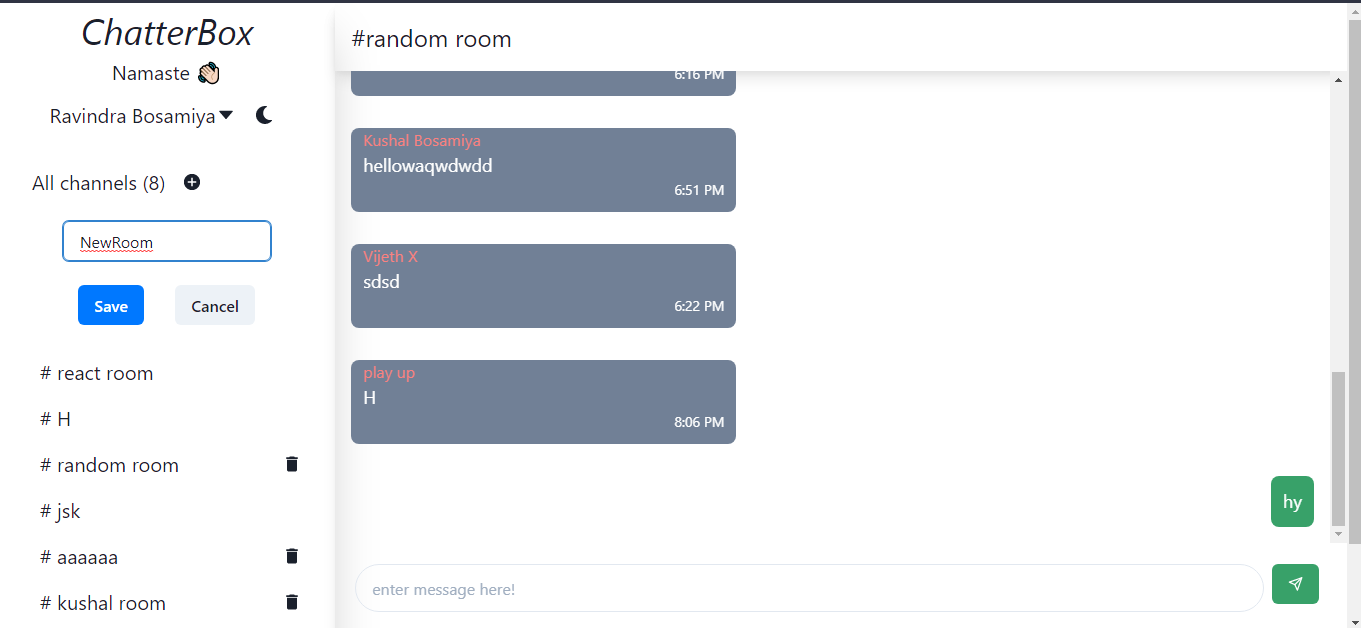 ChatterBox
Namaste 👋🏻
Ravindra Bosamiya
All channels (8)
NewRoom
Save
Cancel
# react room
# H
# random room
# jsk
# aaaaaa
# kushal room
#random room
6:16 PM
Kushal Bosamiya
hellowaqwdwdd
6:51 PM
Vijeth X
sdsd
6:22 PM
play up
H
8:06 PM
hy
enter message here!